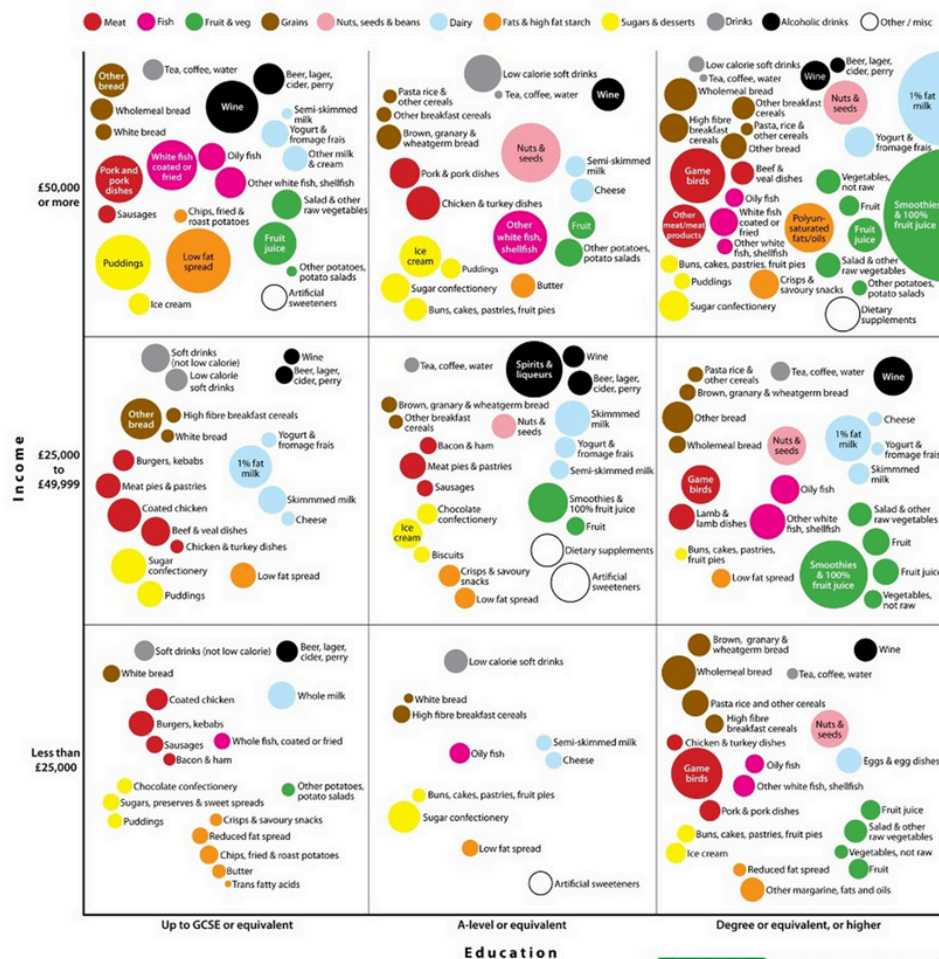 Meat
Fish
Fruit & veg
Grains
Nuts, seeds & beans
Dairy
Fats & high fat starch
Sugars & desserts
Drinks
Alcoholic drinks
Other / misc
Income
£50,000
or more
Other
bread
Tea, coffee, water
Beer, lager,
cider, perry
Wine
Wholemeal bread
Semi-skimmed
milk
White bread
Yogurt &
fromage frais
White fish
coated or
fried
Oily fish
Other milk
& cream
Pork and
pork
dishes
Other white fish, shellfish
Sausages
Chips, fried &
roast potatoes
Salad & other
raw vegetables
Puddings
Low fat
spread
Fruit
juice
Other potatoes,
potato salads
Ice cream
Artificial
sweeteners
Low calorie soft drinks
Pasta rice &
other cereals
Tea, coffee, water
Wine
Other breakfast cereals
Brown, granary &
wheatgerm bread
Nuts &
seeds
Pork & pork dishes
Semi-skimmed
milk
Cheese
Chicken & turkey dishes
Other
white fish,
shellfish
Fruit
Ice
cream
Puddings
Other potatoes,
potato salads
Sugar confectionery
Butter
Buns, cakes, pastries, fruit pies
Low calorie soft drinks
Beer, lager,
cider, perry
Tea, coffee, water
Wine
Wholemeal bread
Nuts &
seeds
1% fat
milk
Other breakfast
cereals
High fibre
breakfast
cereals
Pasta, rice &
other cereals
Other bread
Yogurt &
fromage frais
Game
birds
Beef &
veal dishes
Vegetables,
not raw
Oily fish
Fruit
Smoothies
& 100%
fruit juice
Other
meat/meat
products
White fish
coated or
fried
Polyun-
saturated
fats/oils
Fruit
juice
Other white
fish, shellfish
Buns, cakes, pastries, fruit pies
Salad & other
raw vegetables
Puddings
Crisps &
savoury snacks
Other potatoes,
potato salads
Sugar confectionery
Dietary
supplements
£25,000
to
49,999
Soft drinks
(not low calorie)
Wine
Low calorie
soft drinks
Beer, lager,
cider, perry
Other
bread
High fibre breakfast cereals
White bread
Yogurt &
fromage frais
Burgers, kebabs
1% fat
milk
Meat pies & pastries
Skimmmed milk
Coated chicken
Cheese
Beef & veal dishes
Chicken & turkey dishes
Sugar
confectionery
Low fat spread
Puddings
Tea, coffee, water
Spirits &
liqueurs
Wine
Beer, lager,
cider, perry
Brown, granary & wheatgerm bread
Other breakfast
cereals
Nuts &
seeds
Skimmmed
milk
Bacon & ham
Yogurt &
fromage frais
Meat pies & pastries
Semi-skimmed milk
Sausages
Chocolate
confectionery
Smoothies &
100% fruit juice
Ice
cream
Fruit
Biscuits
Dietary supplements
Crisps & savoury
snacks
Artificial
sweeteners
Low fat spread
Pasta rice &
other cereals
Tea, coffee, water
Wine
Brown, granary & wheatgerm bread
Other bread
Cheese
Wholemeal bread
Nuts &
seeds
1% fat
milk
Yogurt &
fromage frais
Skimmmed
milk
Game
birds
Oily fish
Lamb &
lamb dishes
Other white
fish, shellfish
Salad & other
raw vegetables
Fruit
Buns, cakes, pastries,
fruit pies
Smoothies
& 100%
fruit juice
Fruit juice
Low fat spread
Vegetables,
not raw
Less than
£25,000
Soft drinks (not low calorie)
Beer, lager,
cider, perry
White bread
Coated chicken
Whole milk
Burgers, kebabs
Sausages
Whole fish, coated or fried
Bacon & ham
Chocolate confectionery
Other potatoes,
potato salads
Sugars, preserves & sweet spreads
Puddings
Crisps & savoury snacks
Reduced fat spread
Chips, fried & roast potatoes
Butter
Trans fatty acids
Low calorie soft drinks
White bread
High fibre breakfast cereals
Oily fish
Semi-skimmed milk
Cheese
Buns, cakes, pastries, fruit pies
Sugar confectionery
Low fat spread
Artificial sweeteners
Brown, granary &
wheatgerm bread
Wine
Wholemeal bread
Tea, coffee, water
Pasta rice and other cereals
High fibre
breakfast cereals
Nuts &
seeds
Chicken & turkey dishes
Game
birds
Oily fish
Eggs & egg dishes
Other white fish, shellfish
Pork & pork dishes
Fruit juice
Buns, cakes, pastries, fruit pies
Salad & other
raw vegetables
Ice cream
Vegetables, not raw
Reduced fat spread
Fruit
Other margarine, fats and oils
Up to GCSE or equivalent
A-level or equivalent
Degree or equivalent, or higher
Education